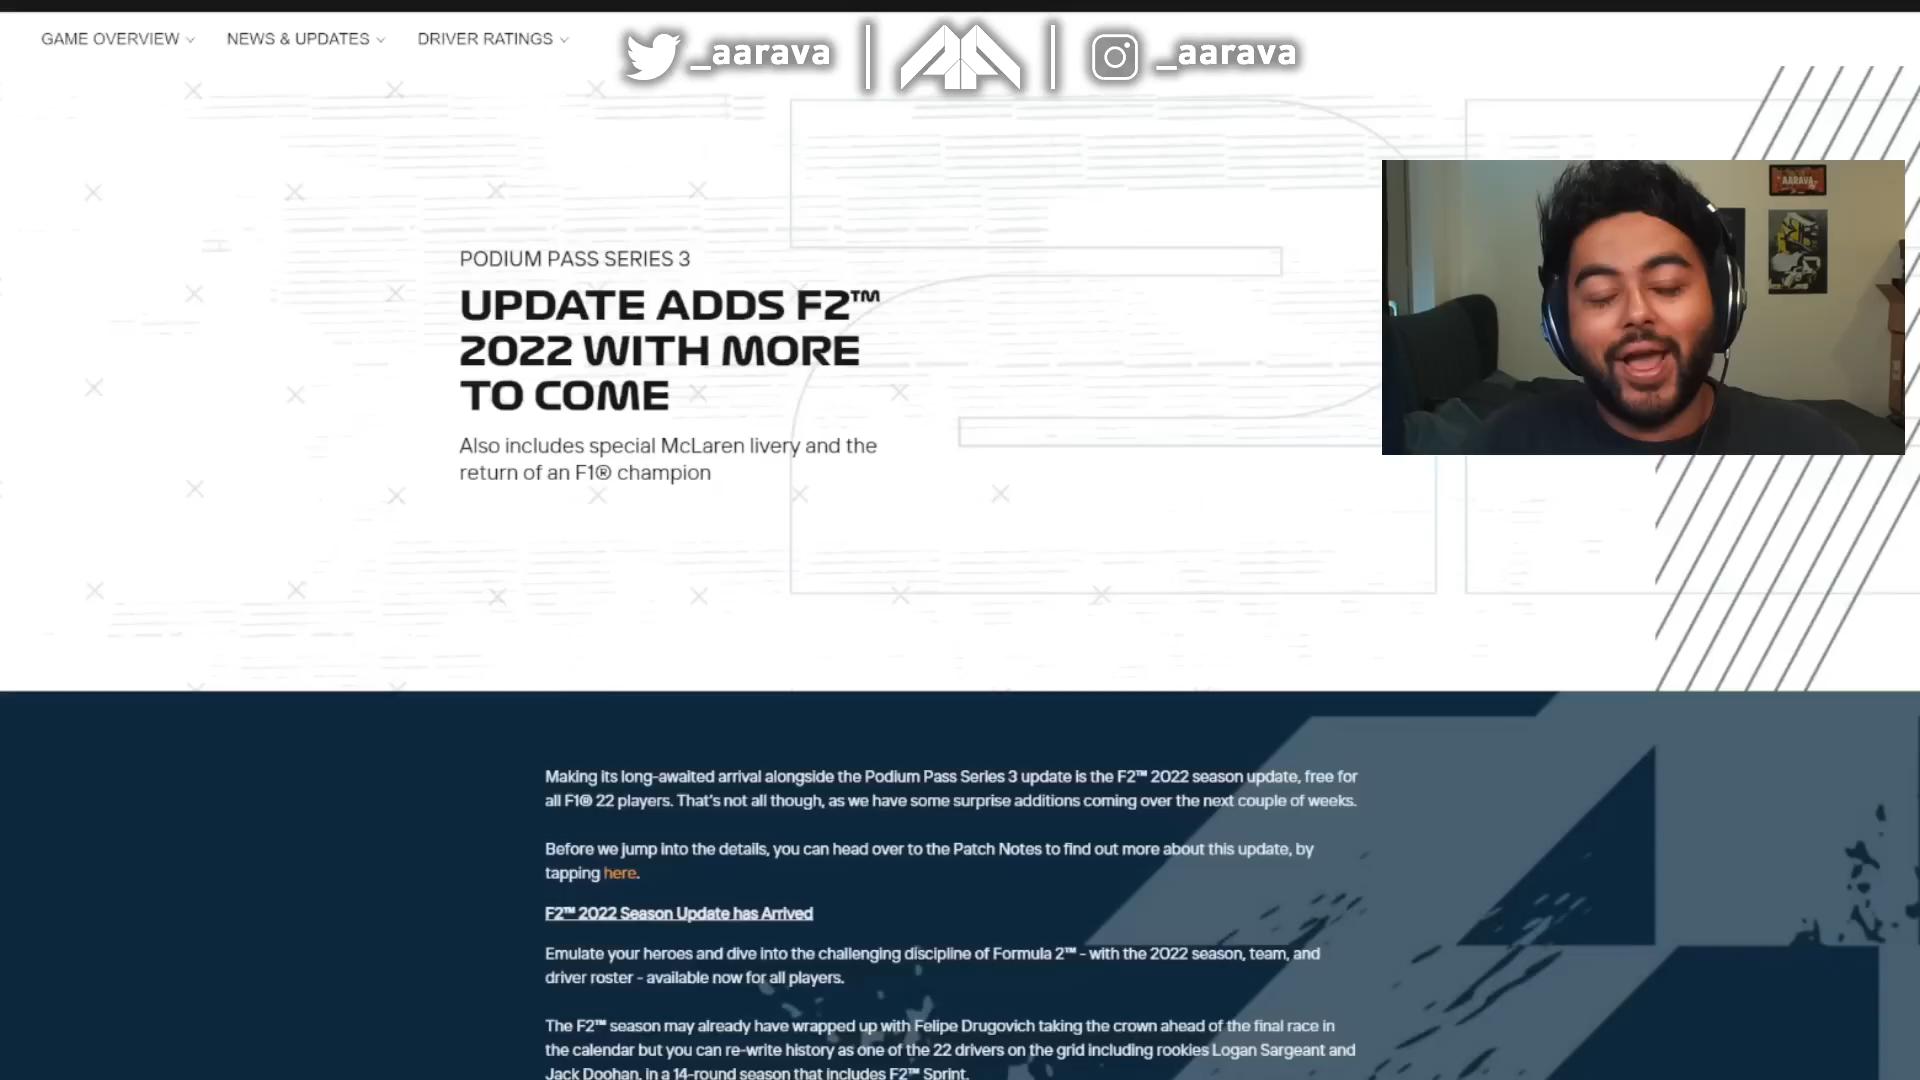 GAME OVERVIEW
NEWS & UPDATES
DRIVER RATINGS
_aarava
_aarava
AARAVA
PODIUM PASS SERIES 3
UPDATE ADDS F2™
2022 WITH MORE
TO COME
Also includes special McLaren livery and the
return of an F1® champion
Making its long-awaited arrival alongside the Podium Pass Series 3 update is the F2™ 2022 season update, free for
all F1® 22 players. That's not all though, as we have some surprise additions coming over the next couple of weeks.
Before we jump into the details, you can head over to the Patch Notes to find out more about this update, by
tapping here.
F2™ 2022 Season Update has Arrived
Emulate your heroes and dive into the challenging discipline of Formula 2™ - with the 2022 season, team, and
driver roster - available now for all players.
The F2™ season may already have wrapped up with Felipe Drugovich taking the crown ahead of the final race in
the calendar but you can re-write history as one of the 22 drivers on the grid including rookies Logan Sargeant and
Jack Doohan, in a 14-round season that includes F2™ Sprint.